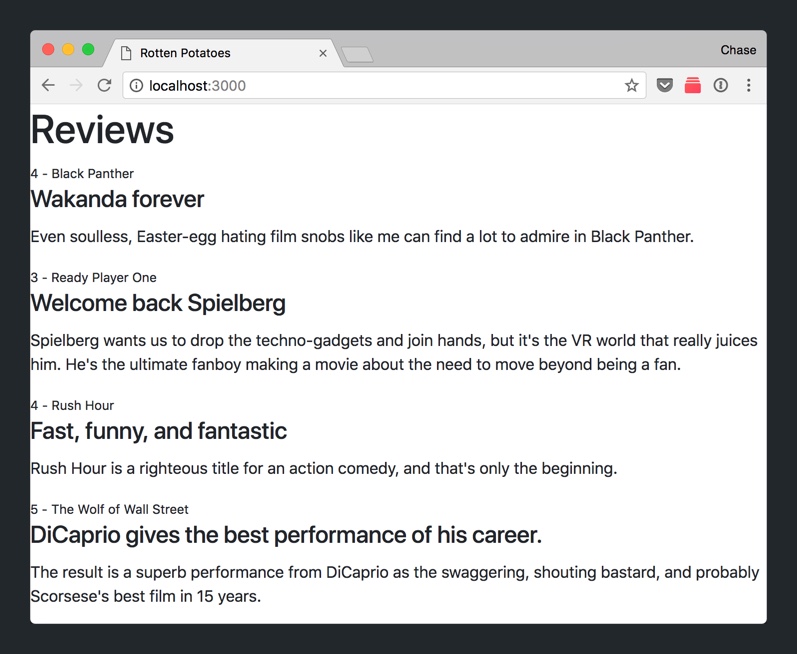 Rotten Potatoes
Chase
localhost:3000
Reviews
4 - Black Panther
Wakanda forever
Even soulless, Easter-egg hating film snobs like me can find a lot to admire in Black Panther.
3 - Ready Player One
Welcome back Spielberg
Spielberg wants us to drop the techno-gadgets and join hands, but it's the VR world that really juices
him. He's the ultimate fanboy making a movie about the need to move beyond being a fan.
4 - Rush Hour
Fast, funny, and fantastic
Rush Hour is a righteous title for an action comedy, and that's only the beginning.
5 - The Wolf of Wall Street
DiCaprio gives the best performance of his career.
The result is a superb performance from DiCaprio as the swaggering, shouting bastard, and probably
Scorsese's best film in 15 years.